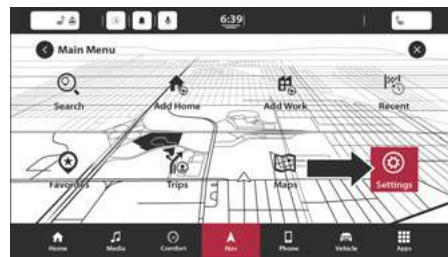 6:39
Main Menu
Search Add Home Add Work Recent
Favorites Trips Maps Settings
Home Media Comfort Nav Phone Vehicle Apps